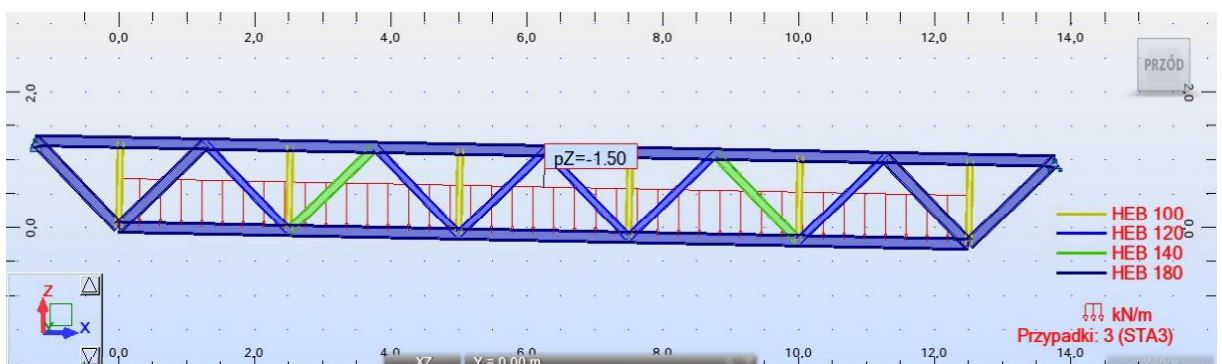 0,0 2,0 4,0 6,0 8,0 10,0 12,0 14,0
PRZÓD
2,0 2,0
pZ=-1.50
0,0 0,0
HEB 100
HEB 120
HEB 140
HEB 180
Z
Y X
kN/m
Przypadki: 3 (STA3)
0,0 2,0 4,0 6,0 8,0 10,0 12,0 14,0
XZ Y = 0,00 m